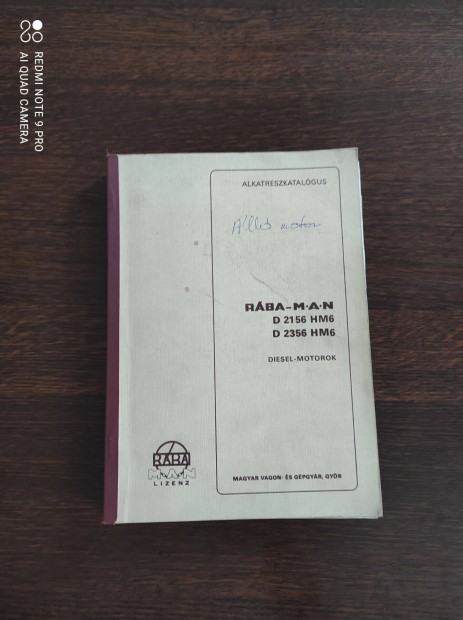 REDMI NOTE 9 PRO
AI QUAD CAMERA
ALKATRÉSZKATALÓGUS
Álló motor
RÁBA-M·A·N
D 2156 HM6
D 2356 HM6
DIESEL-MOTOROK
RÁBA
MAN
LIZENZ
MAGYAR VAGON- ÉS GÉPGYÁR, GYŐR